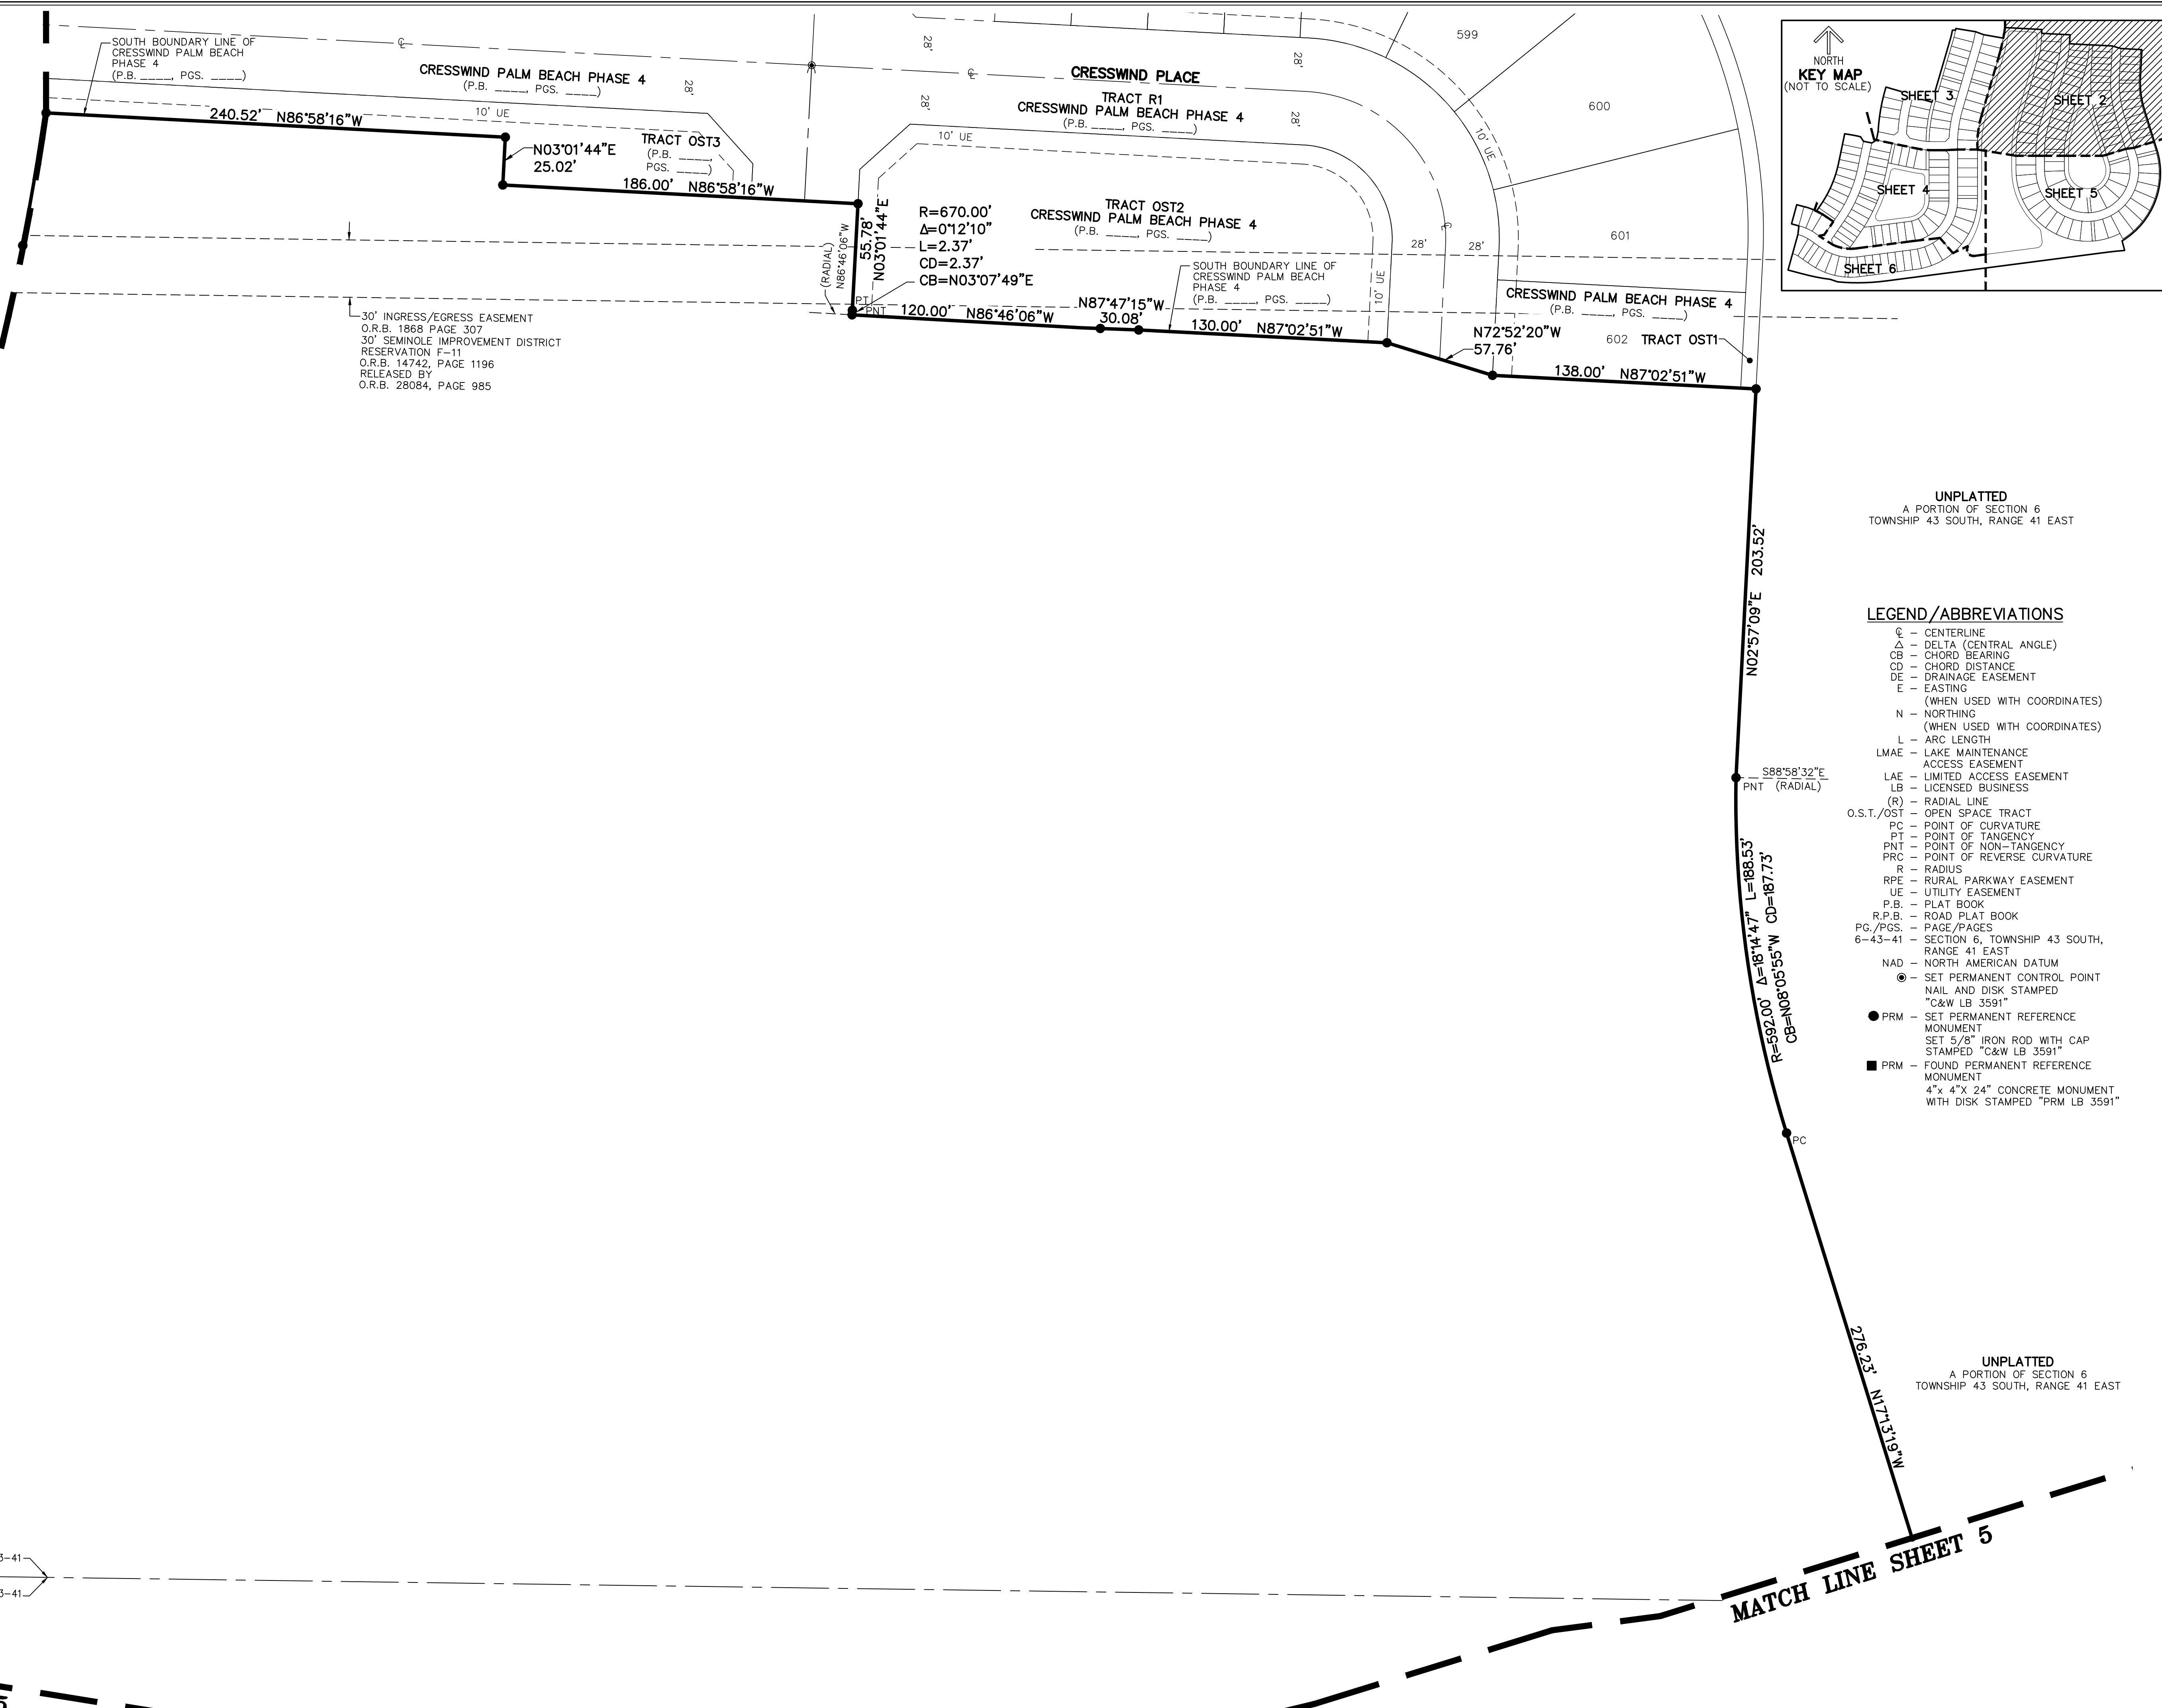 SOUTH BOUNDARY LINE OF
CRESSWIND PALM BEACH
PHASE 4
(P.B. ____, PGS. ____)
℄
CRESSWIND PALM BEACH PHASE 4
(P.B. ____, PGS. ____)
28'
240.52' N86°58'16"W
10' UE
N03°01'44"E
25.02'
TRACT OST3
(P.B. ____,
PGS. ____)
186.00' N86°58'16"W
28'
℄
28'
CRESSWIND PLACE
TRACT R1
CRESSWIND PALM BEACH PHASE 4
(P.B. ____, PGS. ____)
28'
28'
10' UE
599
600
601
10' UE
55.78'
N03°01'44"E
(RADIAL)
N86°46'06"W
R=670.00'
Δ=0°12'10"
L=2.37'
CD=2.37'
CB=N03°07'49"E
TRACT OST2
CRESSWIND PALM BEACH PHASE 4
(P.B. ____, PGS. ____)
PT
PNT
120.00' N86°46'06"W
N87°47'15"W
30.08'
SOUTH BOUNDARY LINE OF
CRESSWIND PALM BEACH
PHASE 4
(P.B. ____, PGS. ____)
130.00' N87°02'51"W
10' UE
28'
℄
28'
CRESSWIND PALM BEACH PHASE 4
(P.B. ____, PGS. ____)
N72°52'20"W
57.76'
602 TRACT OST1
138.00' N87°02'51"W
30' INGRESS/EGRESS EASEMENT
O.R.B. 1868 PAGE 307
30' SEMINOLE IMPROVEMENT DISTRICT
RESERVATION F-11
O.R.B. 14742, PAGE 1196
RELEASED BY
O.R.B. 28084, PAGE 985
NORTH
KEY MAP
(NOT TO SCALE)
SHEET 3
SHEET 2
SHEET 4
SHEET 5
SHEET 6
UNPLATTED
A PORTION OF SECTION 6
TOWNSHIP 43 SOUTH, RANGE 41 EAST
N02°57'09"E 203.52'
S88°58'32"E
PNT (RADIAL)
R=592.00' Δ=18°14'47" L=188.53'
CB=N08°05'55"W CD=187.73'
PC
276.23' N17°13'19"W
LEGEND/ABBREVIATIONS
℄ - CENTERLINE
Δ - DELTA (CENTRAL ANGLE)
CB - CHORD BEARING
CD - CHORD DISTANCE
DE - DRAINAGE EASEMENT
E - EASTING
(WHEN USED WITH COORDINATES)
N - NORTHING
(WHEN USED WITH COORDINATES)
L - ARC LENGTH
LMAE - LAKE MAINTENANCE
ACCESS EASEMENT
LAE - LIMITED ACCESS EASEMENT
LB - LICENSED BUSINESS
(R) - RADIAL LINE
O.S.T./OST - OPEN SPACE TRACT
PC - POINT OF CURVATURE
PT - POINT OF TANGENCY
PNT - POINT OF NON-TANGENCY
PRC - POINT OF REVERSE CURVATURE
R - RADIUS
RPE - RURAL PARKWAY EASEMENT
UE - UTILITY EASEMENT
P.B. - PLAT BOOK
R.P.B. - ROAD PLAT BOOK
PG./PGS. - PAGE/PAGES
6-43-41 - SECTION 6, TOWNSHIP 43 SOUTH,
RANGE 41 EAST
NAD - NORTH AMERICAN DATUM
- SET PERMANENT CONTROL POINT
NAIL AND DISK STAMPED
"C&W LB 3591"
PRM - SET PERMANENT REFERENCE
MONUMENT
SET 5/8" IRON ROD WITH CAP
STAMPED "C&W LB 3591"
PRM - FOUND PERMANENT REFERENCE
MONUMENT
4"x 4"X 24" CONCRETE MONUMENT
WITH DISK STAMPED "PRM LB 3591"
UNPLATTED
A PORTION OF SECTION 6
TOWNSHIP 43 SOUTH, RANGE 41 EAST
MATCH LINE SHEET 5
3-41
3-41